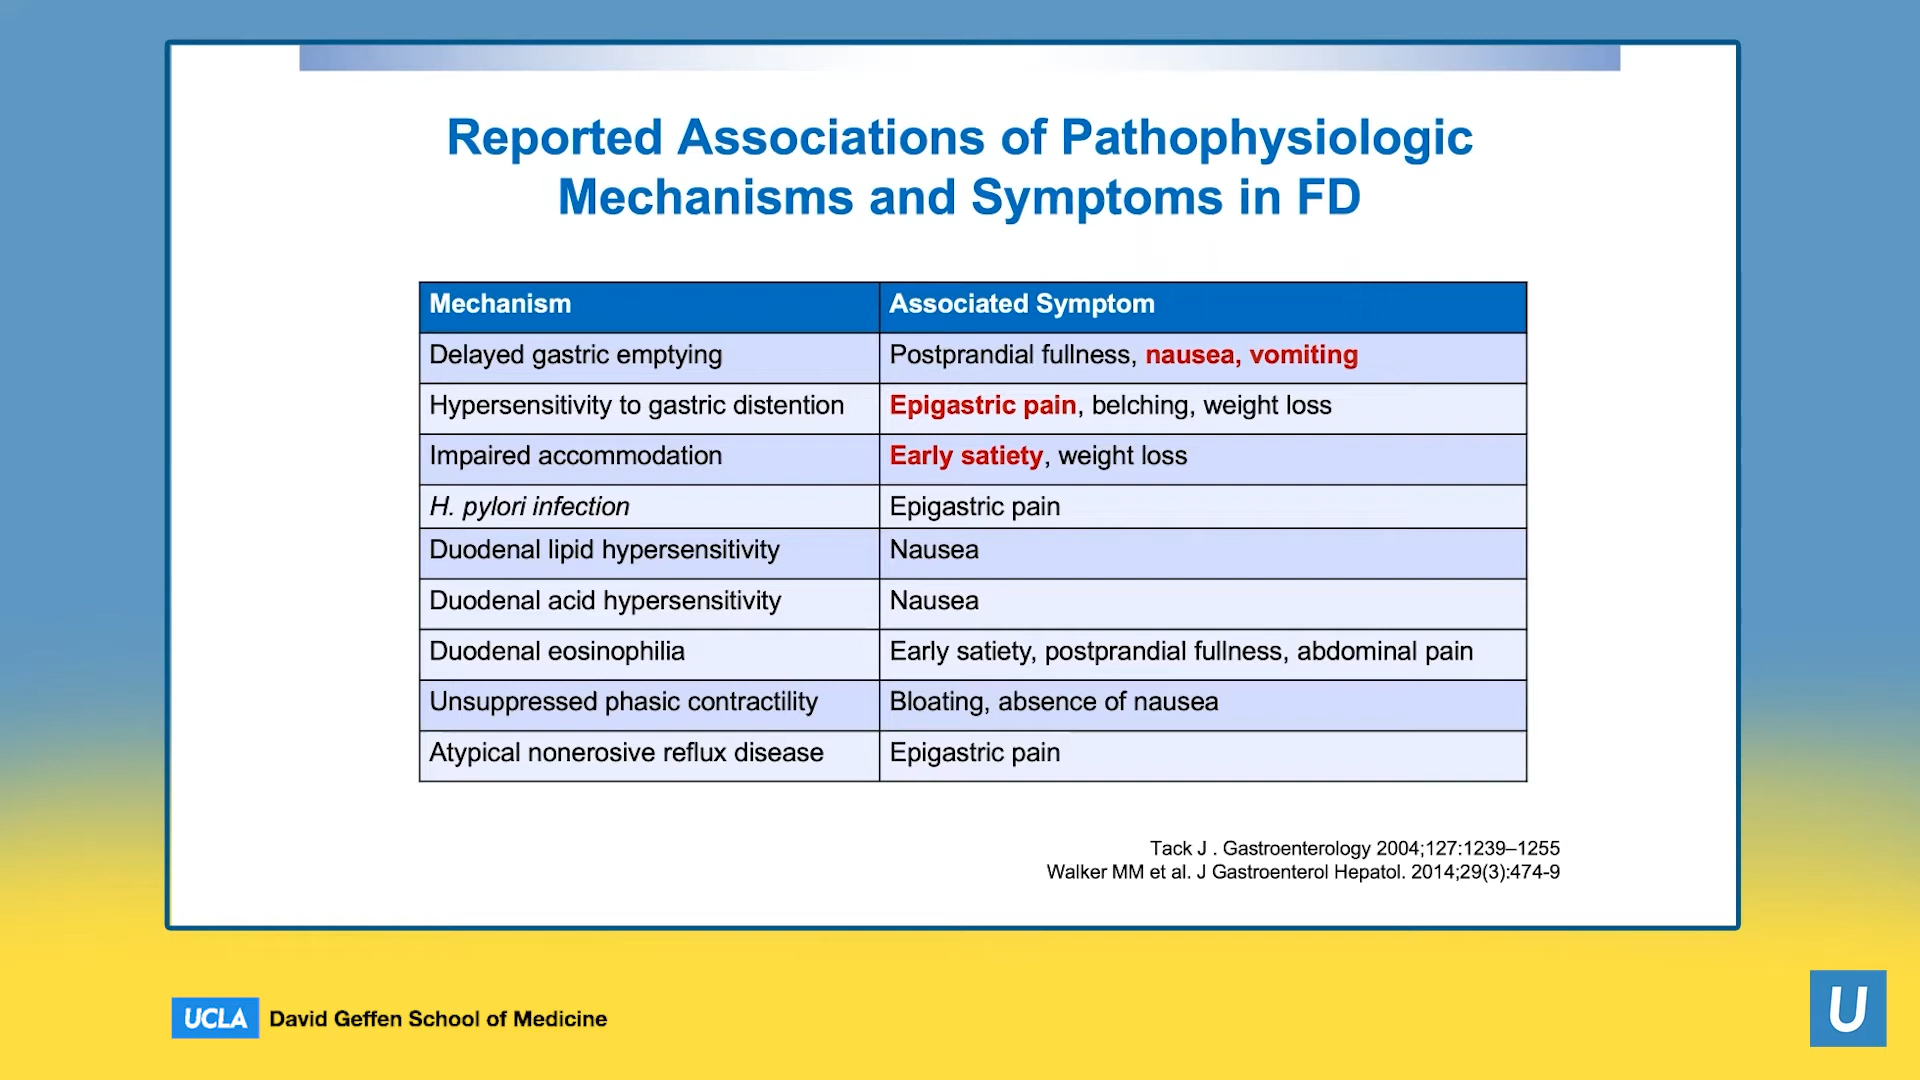 Reported Associations of Pathophysiologic
Mechanisms and Symptoms in FD
Mechanism Associated Symptom
Delayed gastric emptying Postprandial fullness, nausea, vomiting
Hypersensitivity to gastric distention Epigastric pain, belching, weight loss
Impaired accommodation Early satiety, weight loss
H. pylori infection Epigastric pain
Duodenal lipid hypersensitivity Nausea
Duodenal acid hypersensitivity Nausea
Duodenal eosinophilia Early satiety, postprandial fullness, abdominal pain
Unsuppressed phasic contractility Bloating, absence of nausea
Atypical nonerosive reflux disease Epigastric pain
Tack J . Gastroenterology 2004;127:1239–1255
Walker MM et al. J Gastroenterol Hepatol. 2014;29(3):474-9
UCLA David Geffen School of Medicine
U